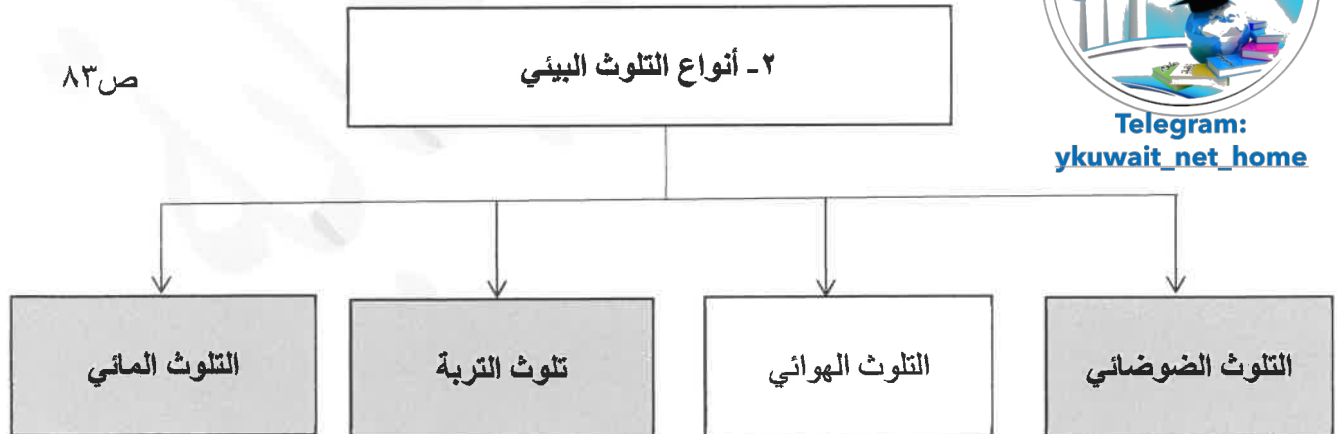 ٢- أنواع التلوث البيئي
ص٨٣
Telegram:
ykuwait_net_home
التلوث الضوضائي
التلوث الهوائي
تلوث التربة
التلوث المائي